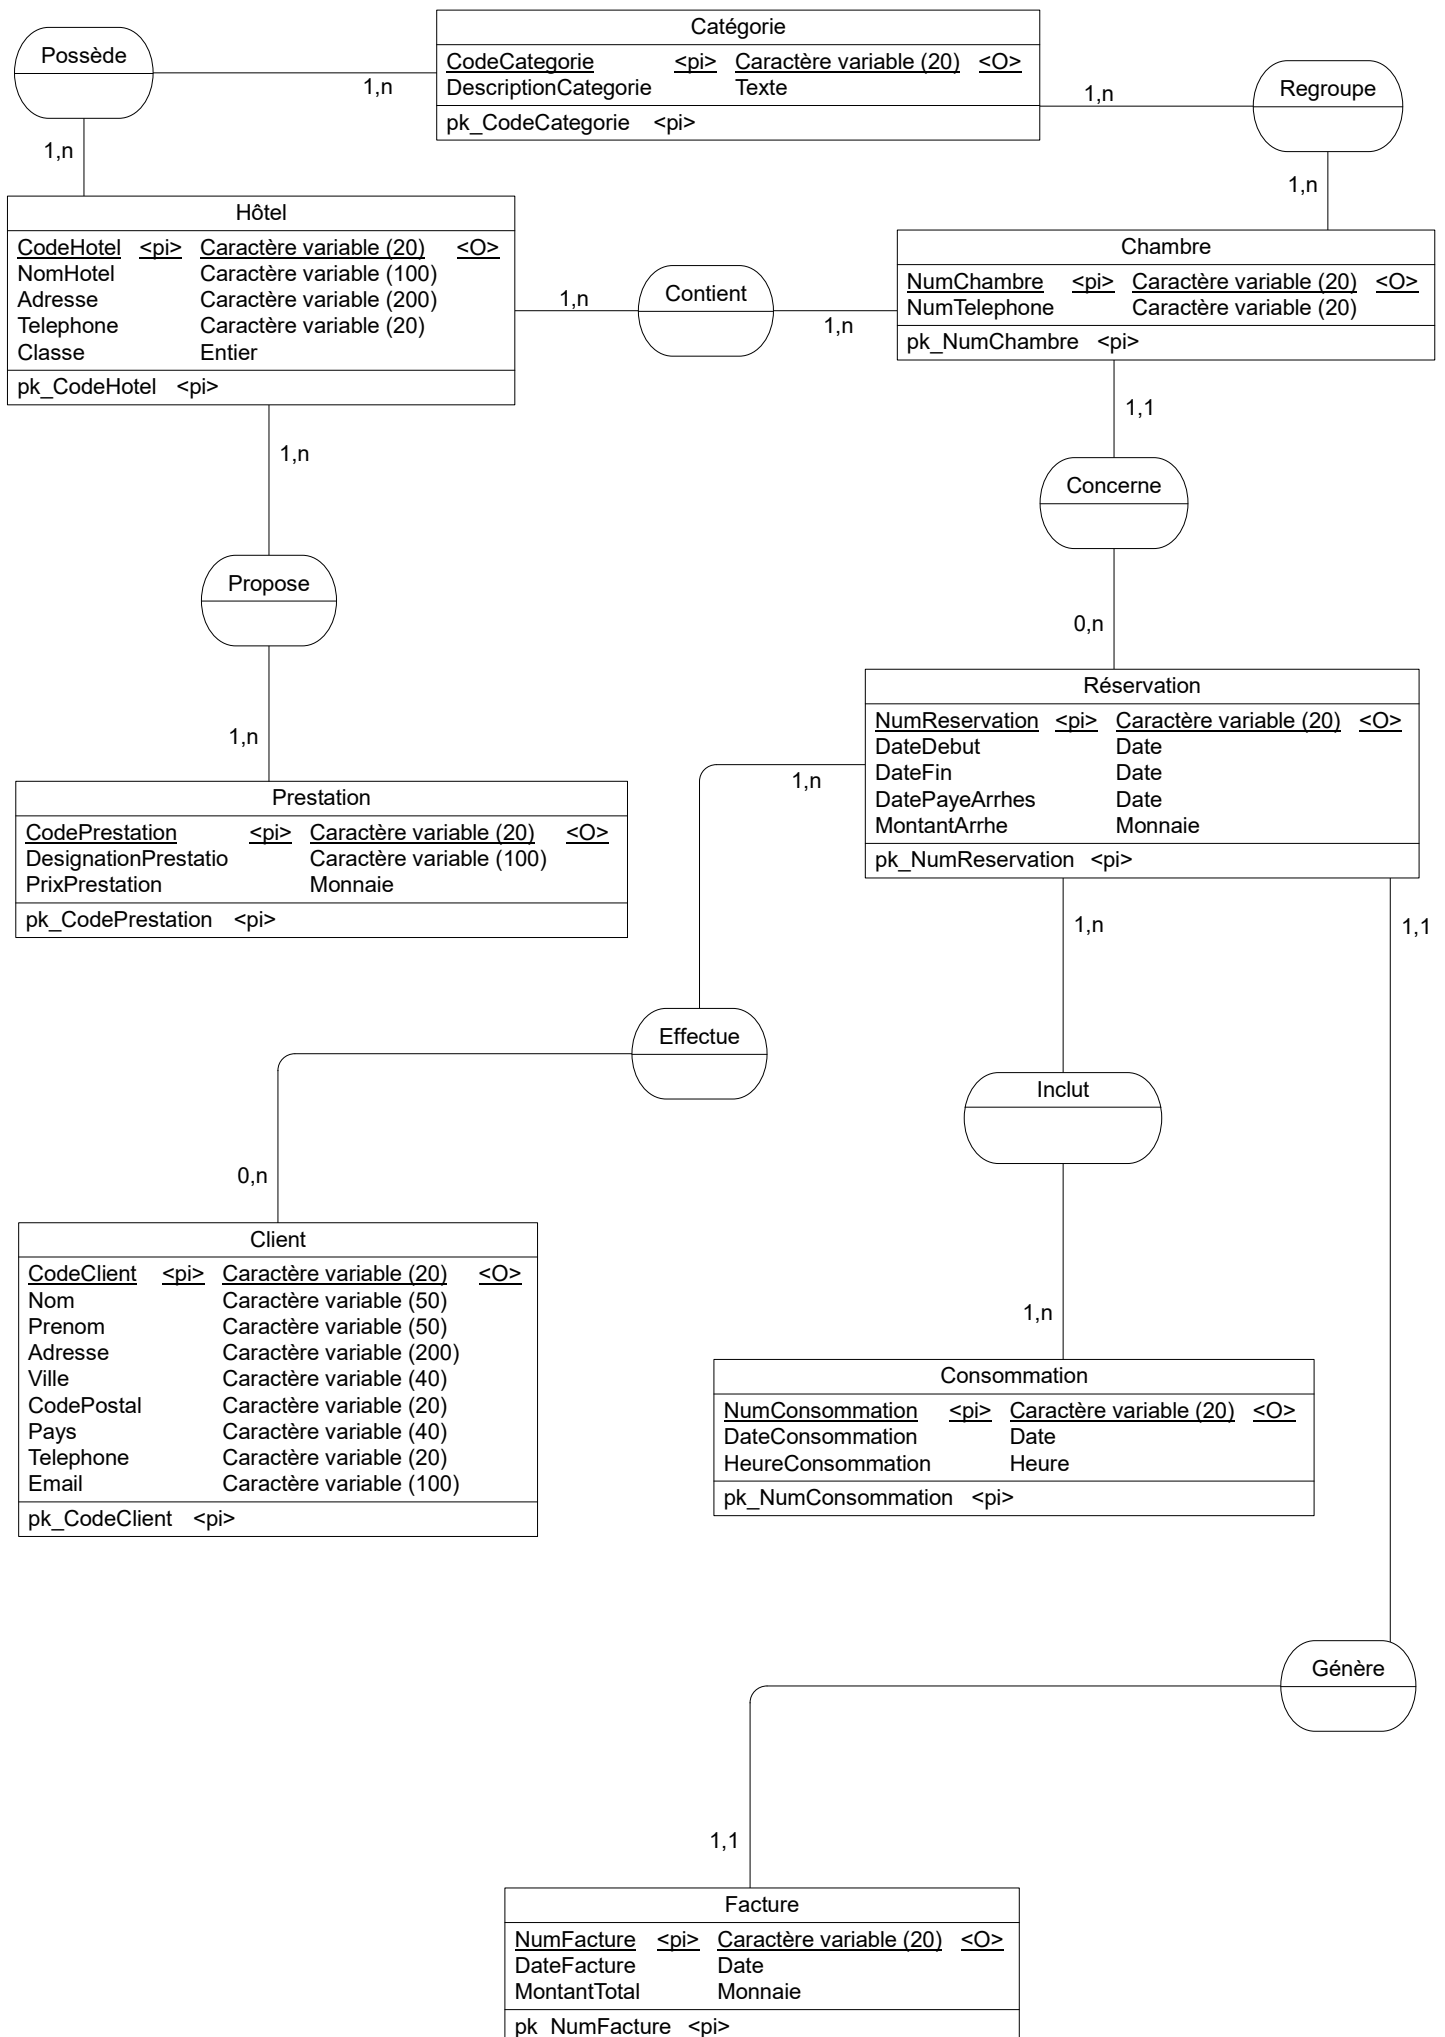 Possède
1,n
1,n
Catégorie
CodeCategorie <pi> Caractère variable (20) <O>
DescriptionCategorie Texte
pk_CodeCategorie <pi>
Regroupe
1,n
1,n
Hôtel
CodeHotel <pi> Caractère variable (20) <O>
NomHotel Caractère variable (100)
Adresse Caractère variable (200)
Telephone Caractère variable (20)
Classe Entier
pk_CodeHotel <pi>
Contient
1,n
1,n
Chambre
NumChambre <pi> Caractère variable (20) <O>
NumTelephone Caractère variable (20)
pk_NumChambre <pi>
1,1
Concerne
0,n
1,n
Propose
1,n
Réservation
NumReservation <pi> Caractère variable (20) <O>
DateDebut Date
DateFin Date
DatePayeArrhes Date
MontantArrhe Monnaie
pk_NumReservation <pi>
Prestation
CodePrestation <pi> Caractère variable (20) <O>
DesignationPrestatio Caractère variable (100)
PrixPrestation Monnaie
pk_CodePrestation <pi>
1,n
1,n
1,1
Effectue
Inclut
0,n
1,n
Client
CodeClient <pi> Caractère variable (20) <O>
Nom Caractère variable (50)
Prenom Caractère variable (50)
Adresse Caractère variable (200)
Ville Caractère variable (40)
CodePostal Caractère variable (20)
Pays Caractère variable (40)
Telephone Caractère variable (20)
Email Caractère variable (100)
pk_CodeClient <pi>
Consommation
NumConsommation <pi> Caractère variable (20) <O>
DateConsommation Date
HeureConsommation Heure
pk_NumConsommation <pi>
Génère
1,1
Facture
NumFacture <pi> Caractère variable (20) <O>
DateFacture Date
MontantTotal Monnaie
pk_NumFacture <pi>